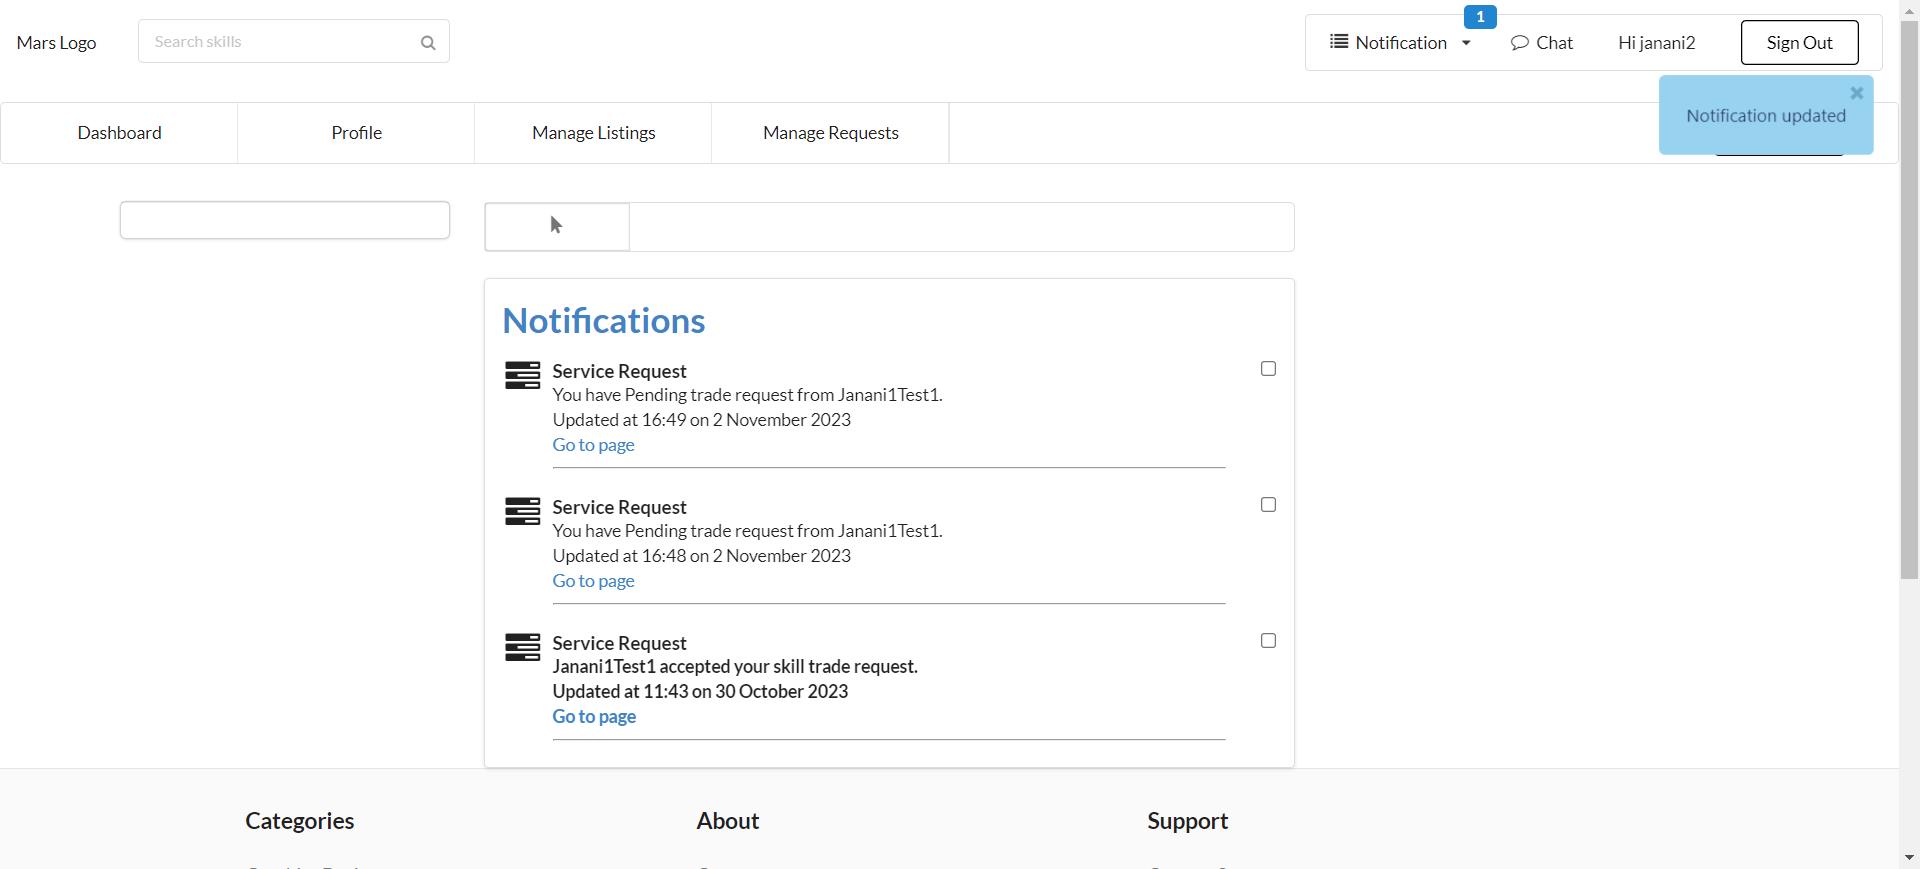 Mars Logo
Search skills
1
Notification
Chat
Hi janani2
Sign Out
Notification updated
Dashboard
Profile
Manage Listings
Manage Requests
Notifications
Service Request
You have Pending trade request from Janani1Test1.
Updated at 16:49 on 2 November 2023
Go to page
Service Request
You have Pending trade request from Janani1Test1.
Updated at 16:48 on 2 November 2023
Go to page
Service Request
Janani1Test1 accepted your skill trade request.
Updated at 11:43 on 30 October 2023
Go to page
Categories
About
Support